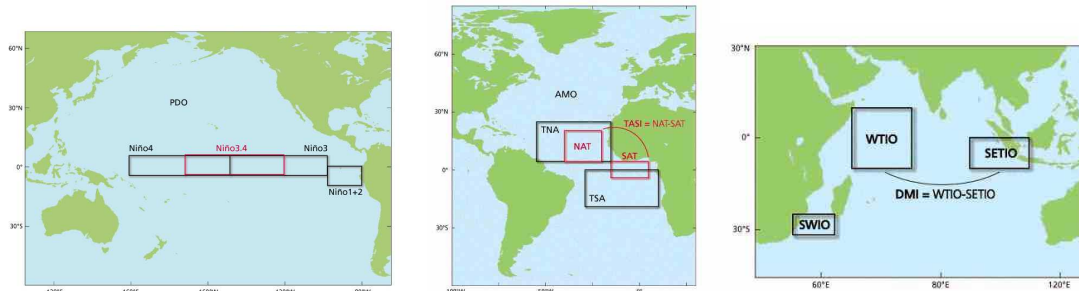 60°N
30°N
0°
30°S
PDO
Niño4
Niño3.4
Niño3
Niño1+2
60°N
30°N
0°
30°S
AMO
TNA
TASI = NAT-SAT
NAT
SAT
TSA
30°N
0°
30°S
WTIO
SETIO
DMI = WTIO-SETIO
SWIO
60°E
80°E
120°E